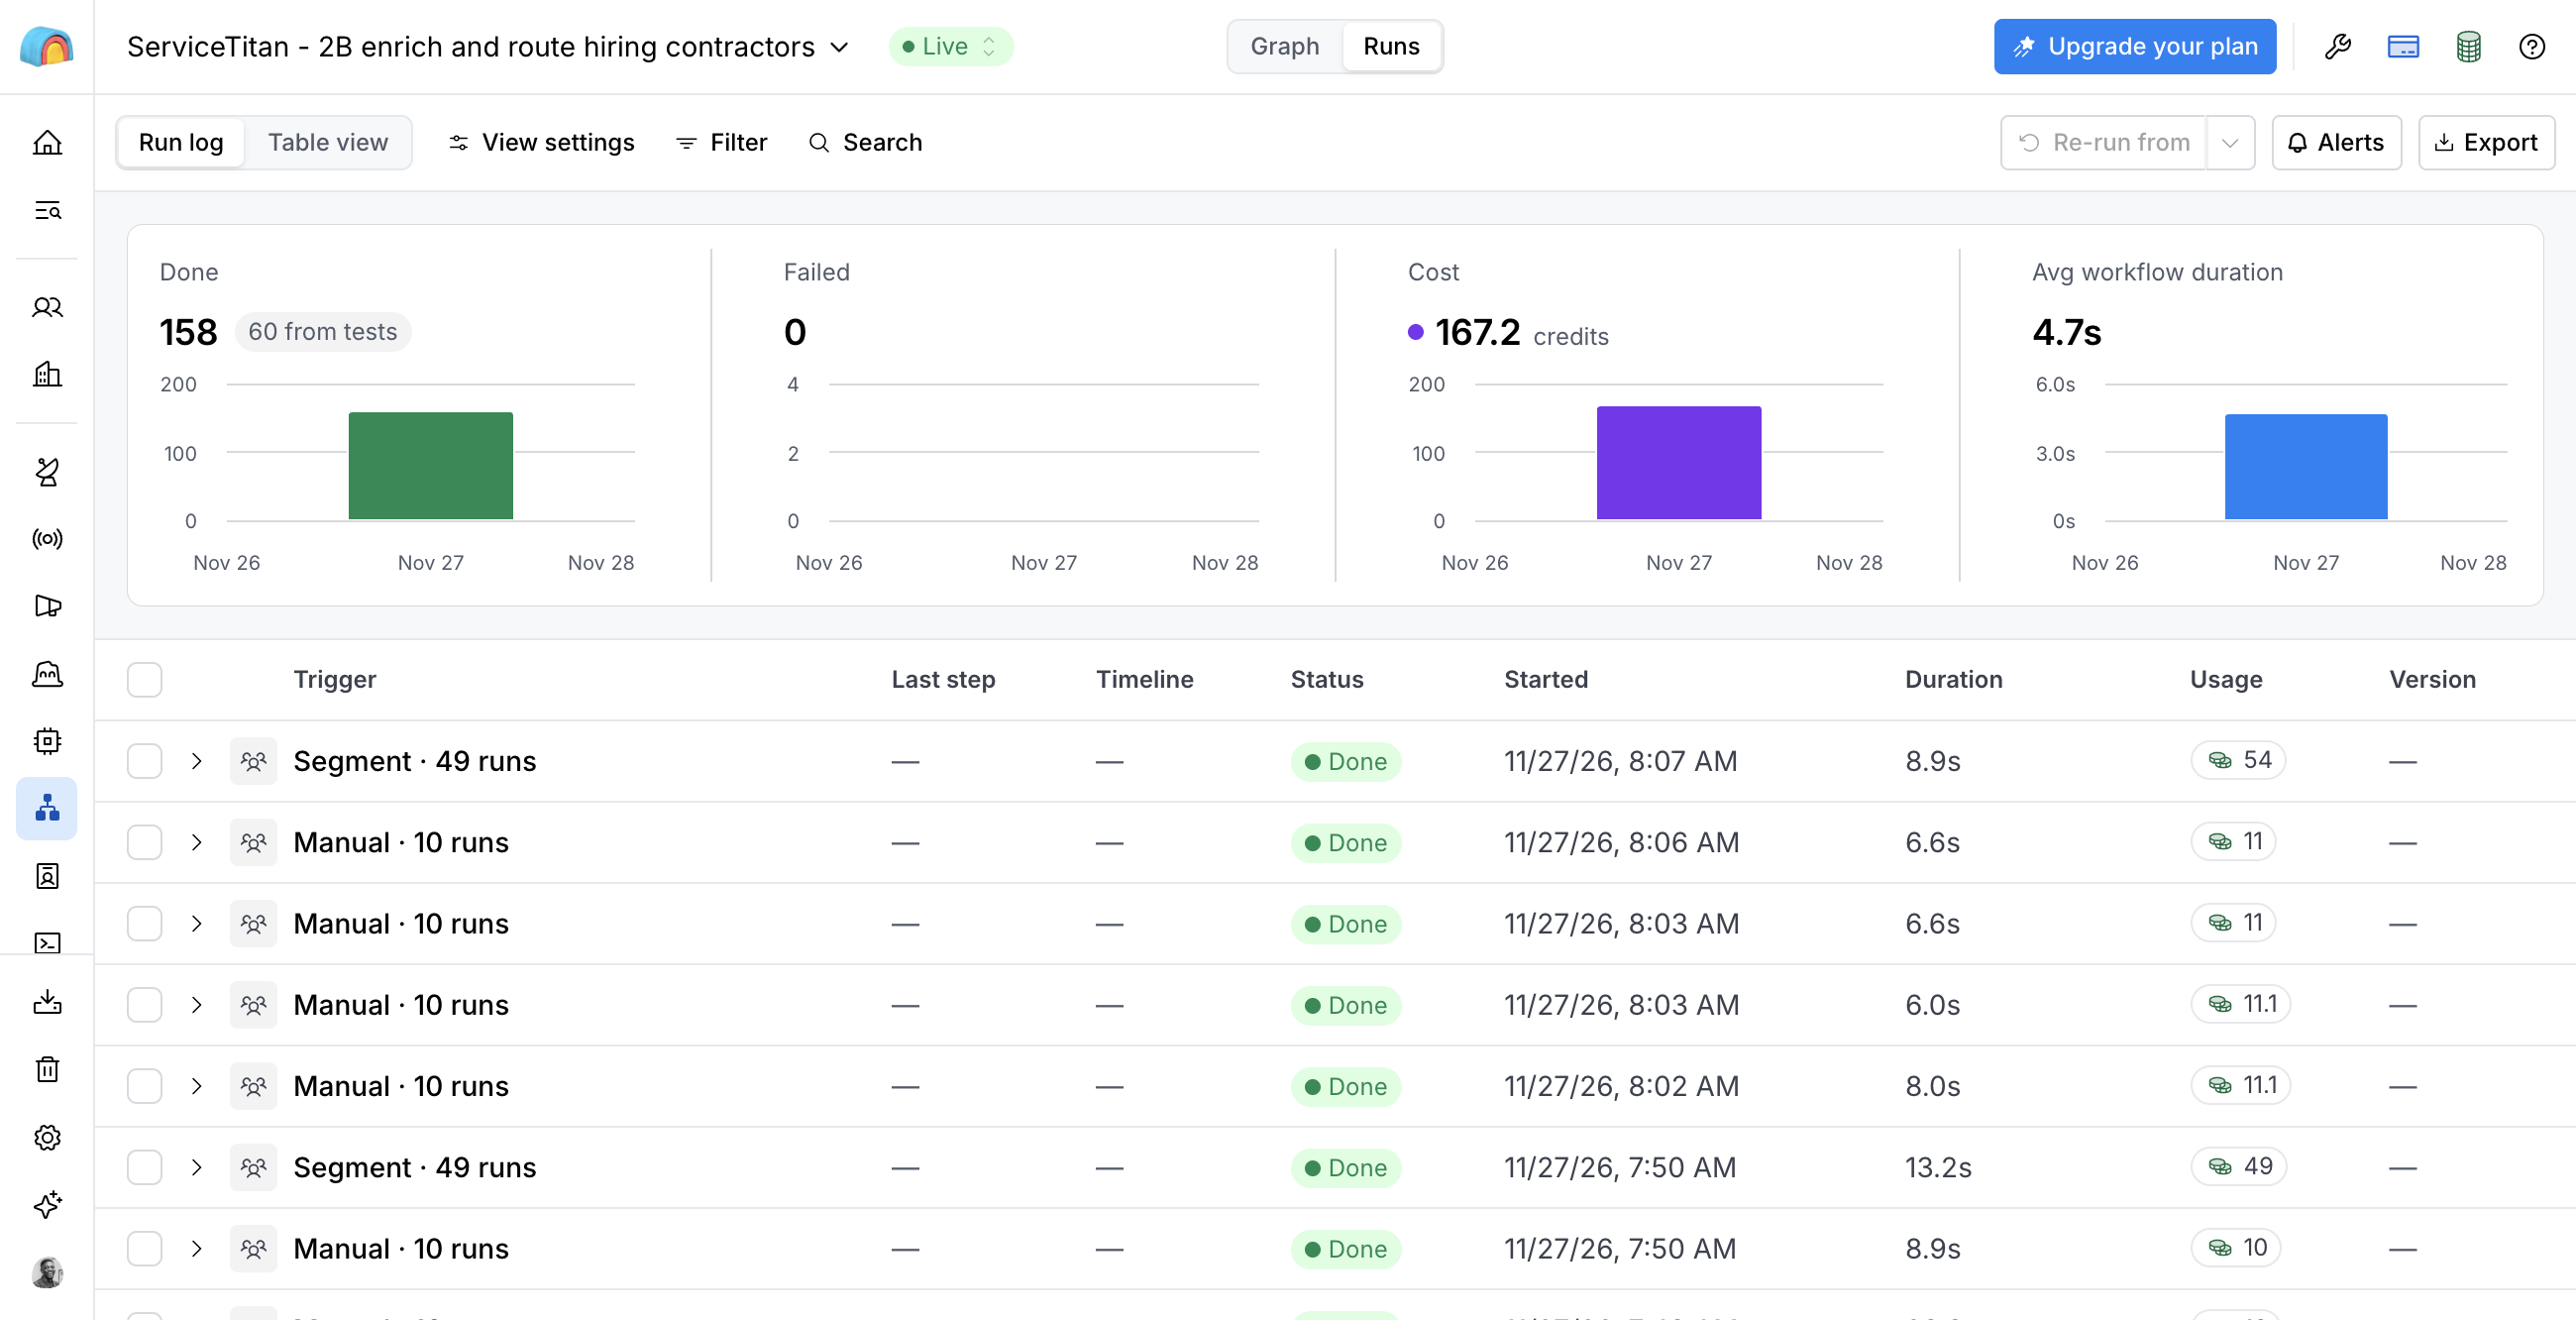 ServiceTitan - 2B enrich and route hiring contractors
Live
Graph
Runs
Upgrade your plan
Run log
Table view
View settings
Filter
Search
Re-run from
Alerts
Export
Done
158
60 from tests
200
100
0
Nov 26
Nov 27
Nov 28
Failed
0
4
2
0
Nov 26
Nov 27
Nov 28
Cost
167.2 credits
200
100
0
Nov 26
Nov 27
Nov 28
Avg workflow duration
4.7s
6.0s
3.0s
0s
Nov 26
Nov 27
Nov 28
Trigger Last step Timeline Status Started Duration Usage Version
Segment · 49 runs — — Done 11/27/26, 8:07 AM 8.9s 54 —
Manual · 10 runs — — Done 11/27/26, 8:06 AM 6.6s 11 —
Manual · 10 runs — — Done 11/27/26, 8:03 AM 6.6s 11 —
Manual · 10 runs — — Done 11/27/26, 8:03 AM 6.0s 11.1 —
Manual · 10 runs — — Done 11/27/26, 8:02 AM 8.0s 11.1 —
Segment · 49 runs — — Done 11/27/26, 7:50 AM 13.2s 49 —
Manual · 10 runs — — Done 11/27/26, 7:50 AM 8.9s 10 —